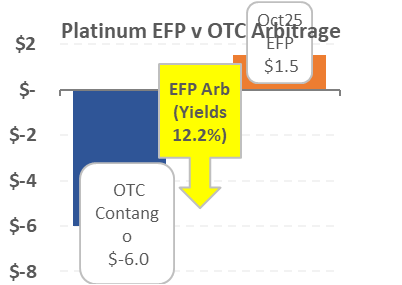 Platinum EFP v OTC Arbitrage
Oct25
EFP
$1.5
$2
$-
$-2
$-4
$-6
$-8
EFP Arb
(Yields
12.2%)
OTC
Contang
o
$-6.0